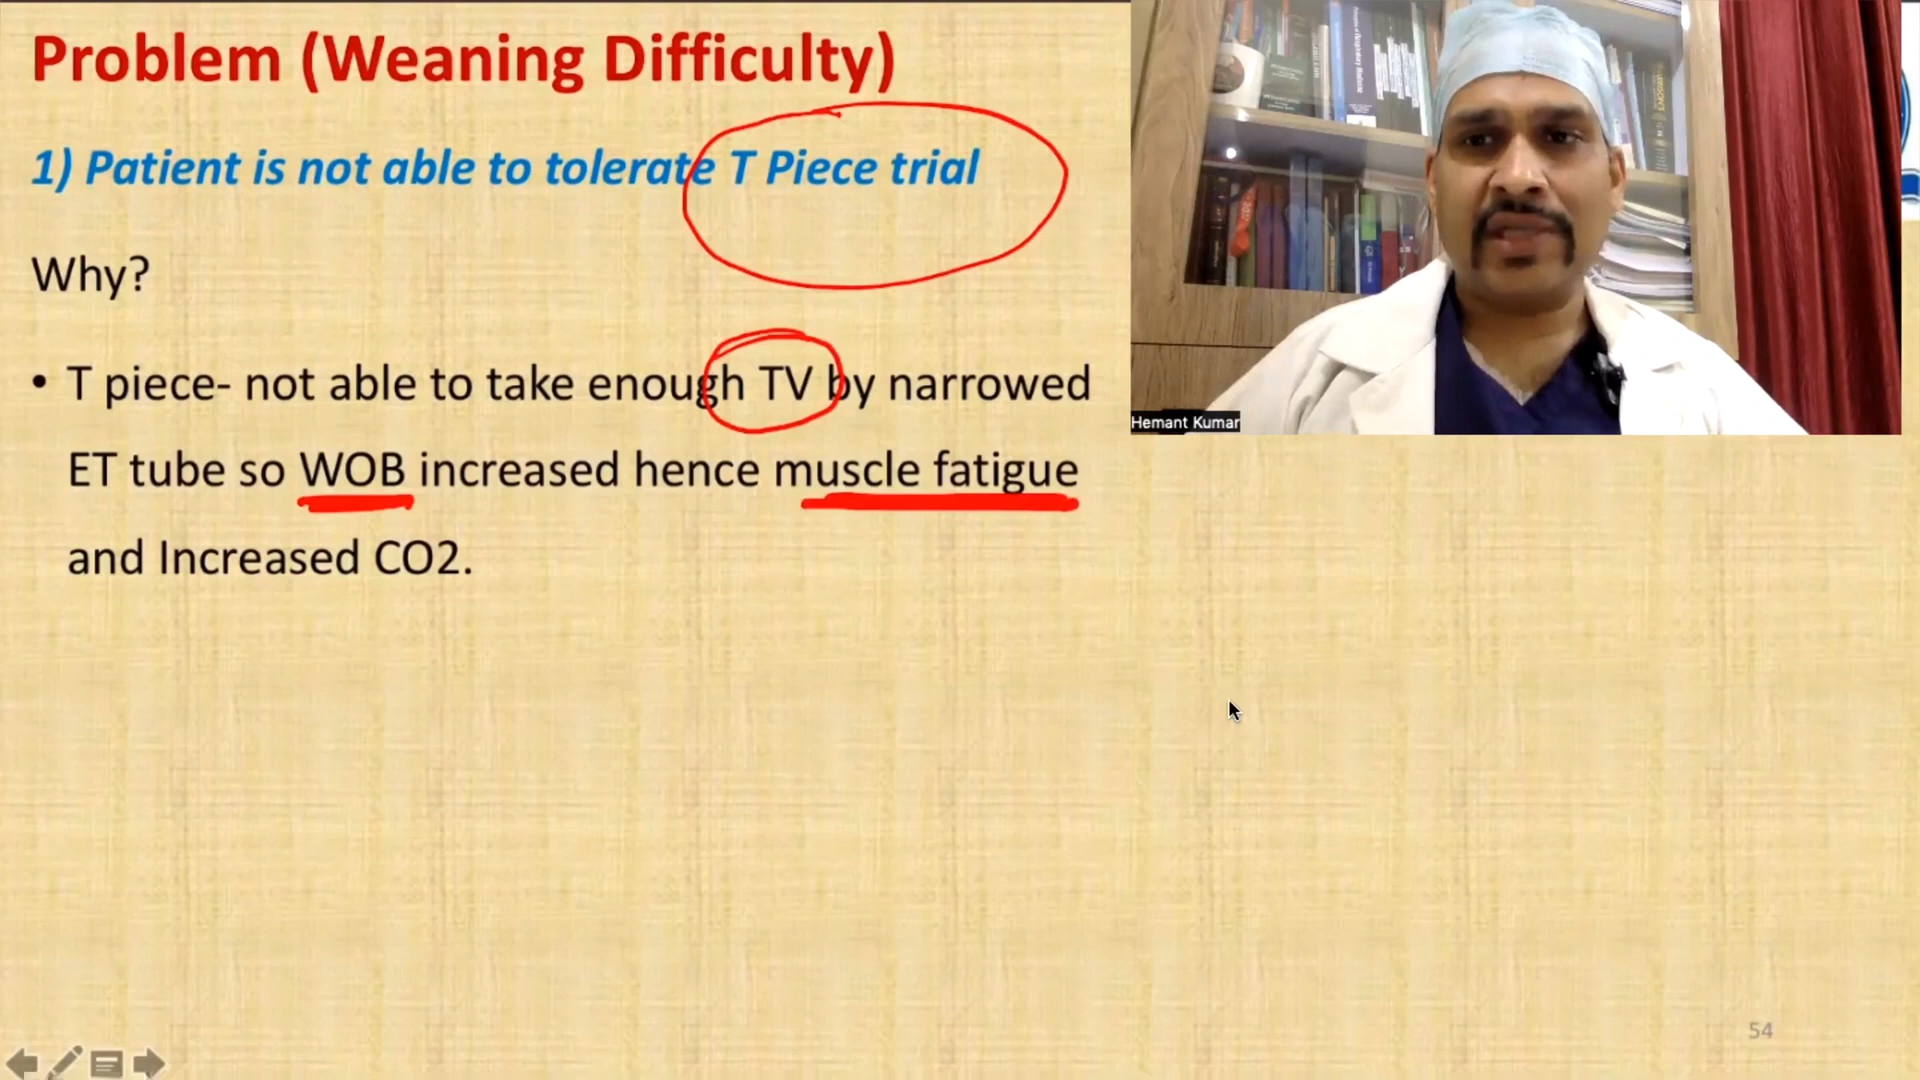 Problem (Weaning Difficulty)
1) Patient is not able to tolerate T Piece trial
Why?
• T piece- not able to take enough TV by narrowed
ET tube so WOB increased hence muscle fatigue
and Increased CO2.
Hemant Kumar
54